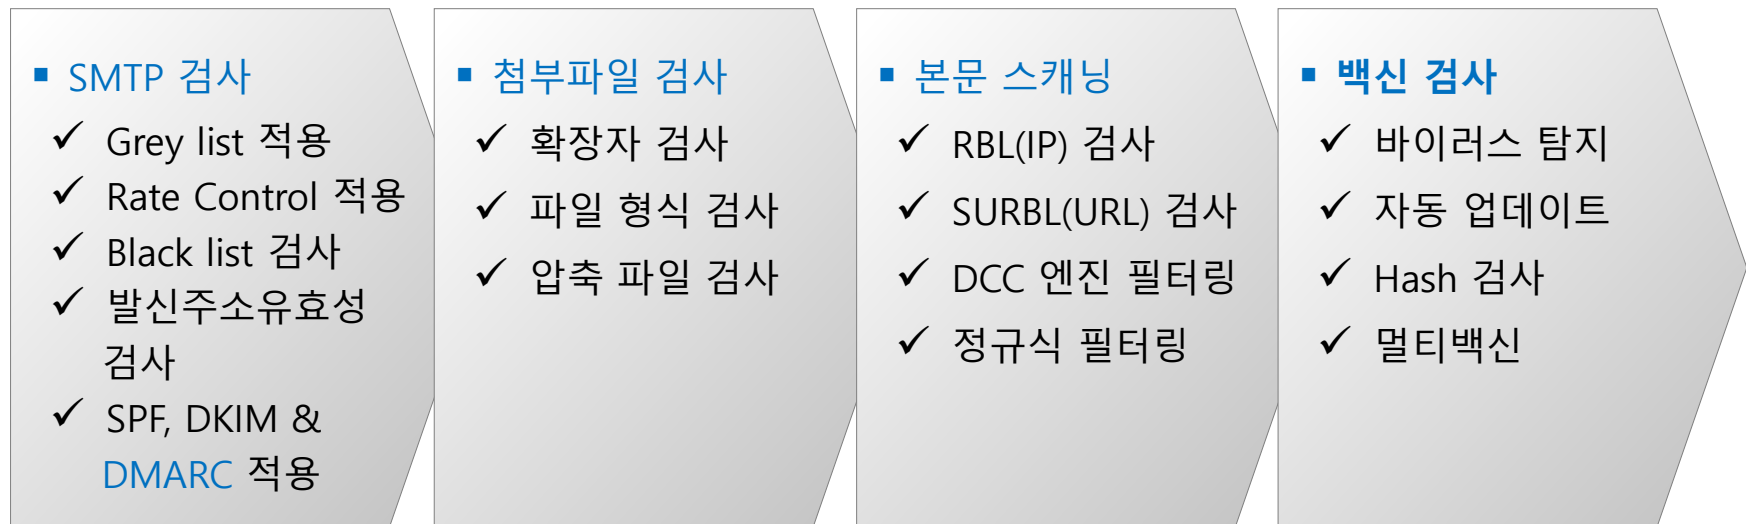 SMTP 검사
Grey list 적용
Rate Control 적용
Black list 검사
발신주소유효성
검사
SPF, DKIM &
DMARC 적용
첨부파일 검사
확장자 검사
파일 형식 검사
압축 파일 검사
본문 스캐닝
RBL(IP) 검사
SURBL(URL) 검사
DCC 엔진 필터링
정규식 필터링
백신 검사
바이러스 탐지
자동 업데이트
Hash 검사
멀티백신